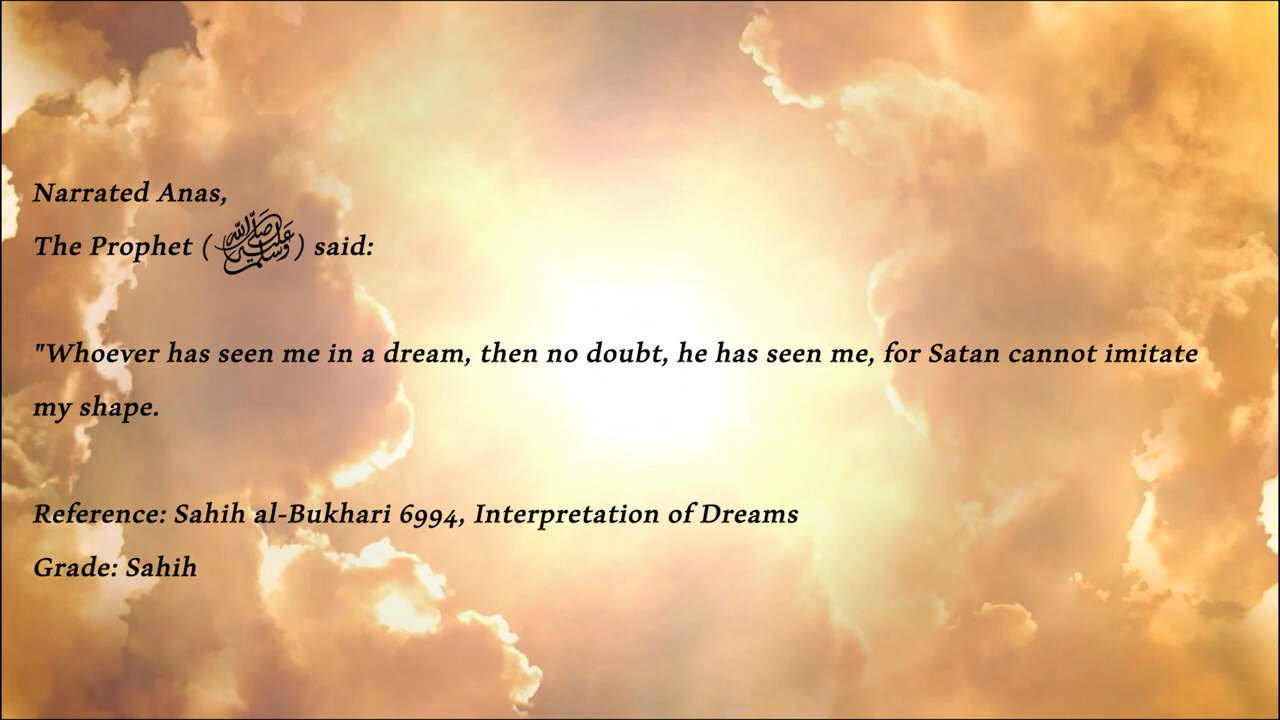 Narrated Anas,
The Prophet (ﷺ) said:
"Whoever has seen me in a dream, then no doubt, he has seen me, for Satan cannot imitate
my shape.
Reference: Sahih al-Bukhari 6994, Interpretation of Dreams
Grade: Sahih